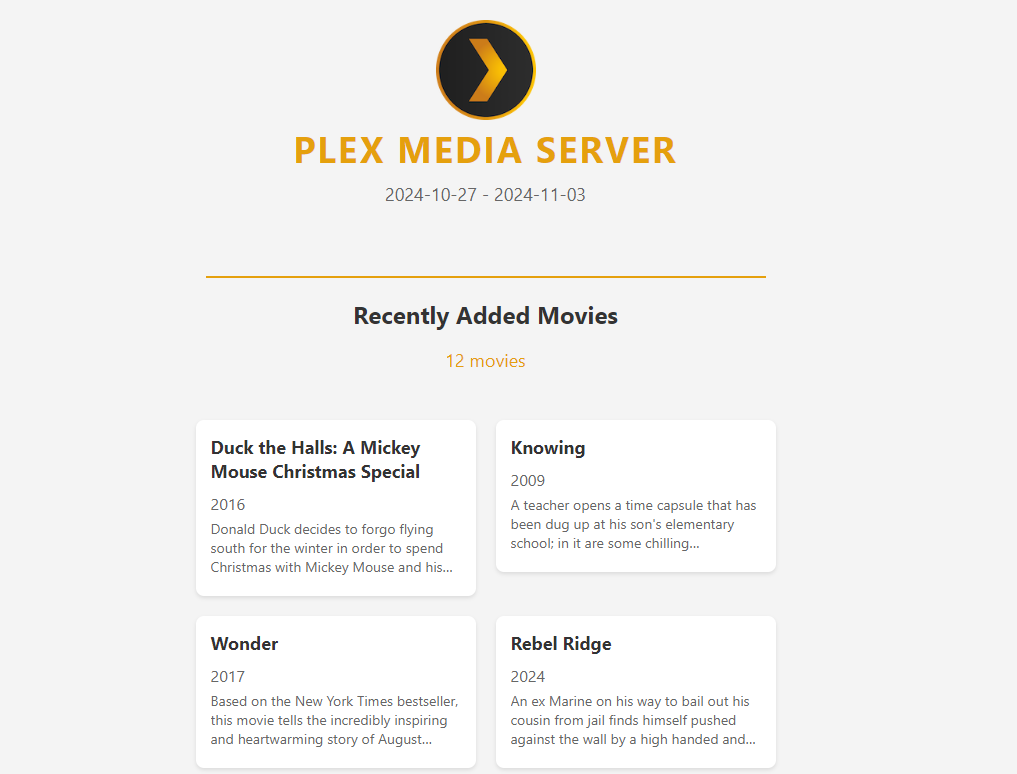 PLEX MEDIA SERVER
2024-10-27 - 2024-11-03
Recently Added Movies
12 movies
Duck the Halls: A Mickey
Mouse Christmas Special
2016
Donald Duck decides to forgo flying
south for the winter in order to spend
Christmas with Mickey Mouse and his...
Knowing
2009
A teacher opens a time capsule that has
been dug up at his son's elementary
school; in it are some chilling...
Wonder
2017
Based on the New York Times bestseller,
this movie tells the incredibly inspiring
and heartwarming story of August...
Rebel Ridge
2024
An ex Marine on his way to bail out his
cousin from jail finds himself pushed
against the wall by a high handed and...